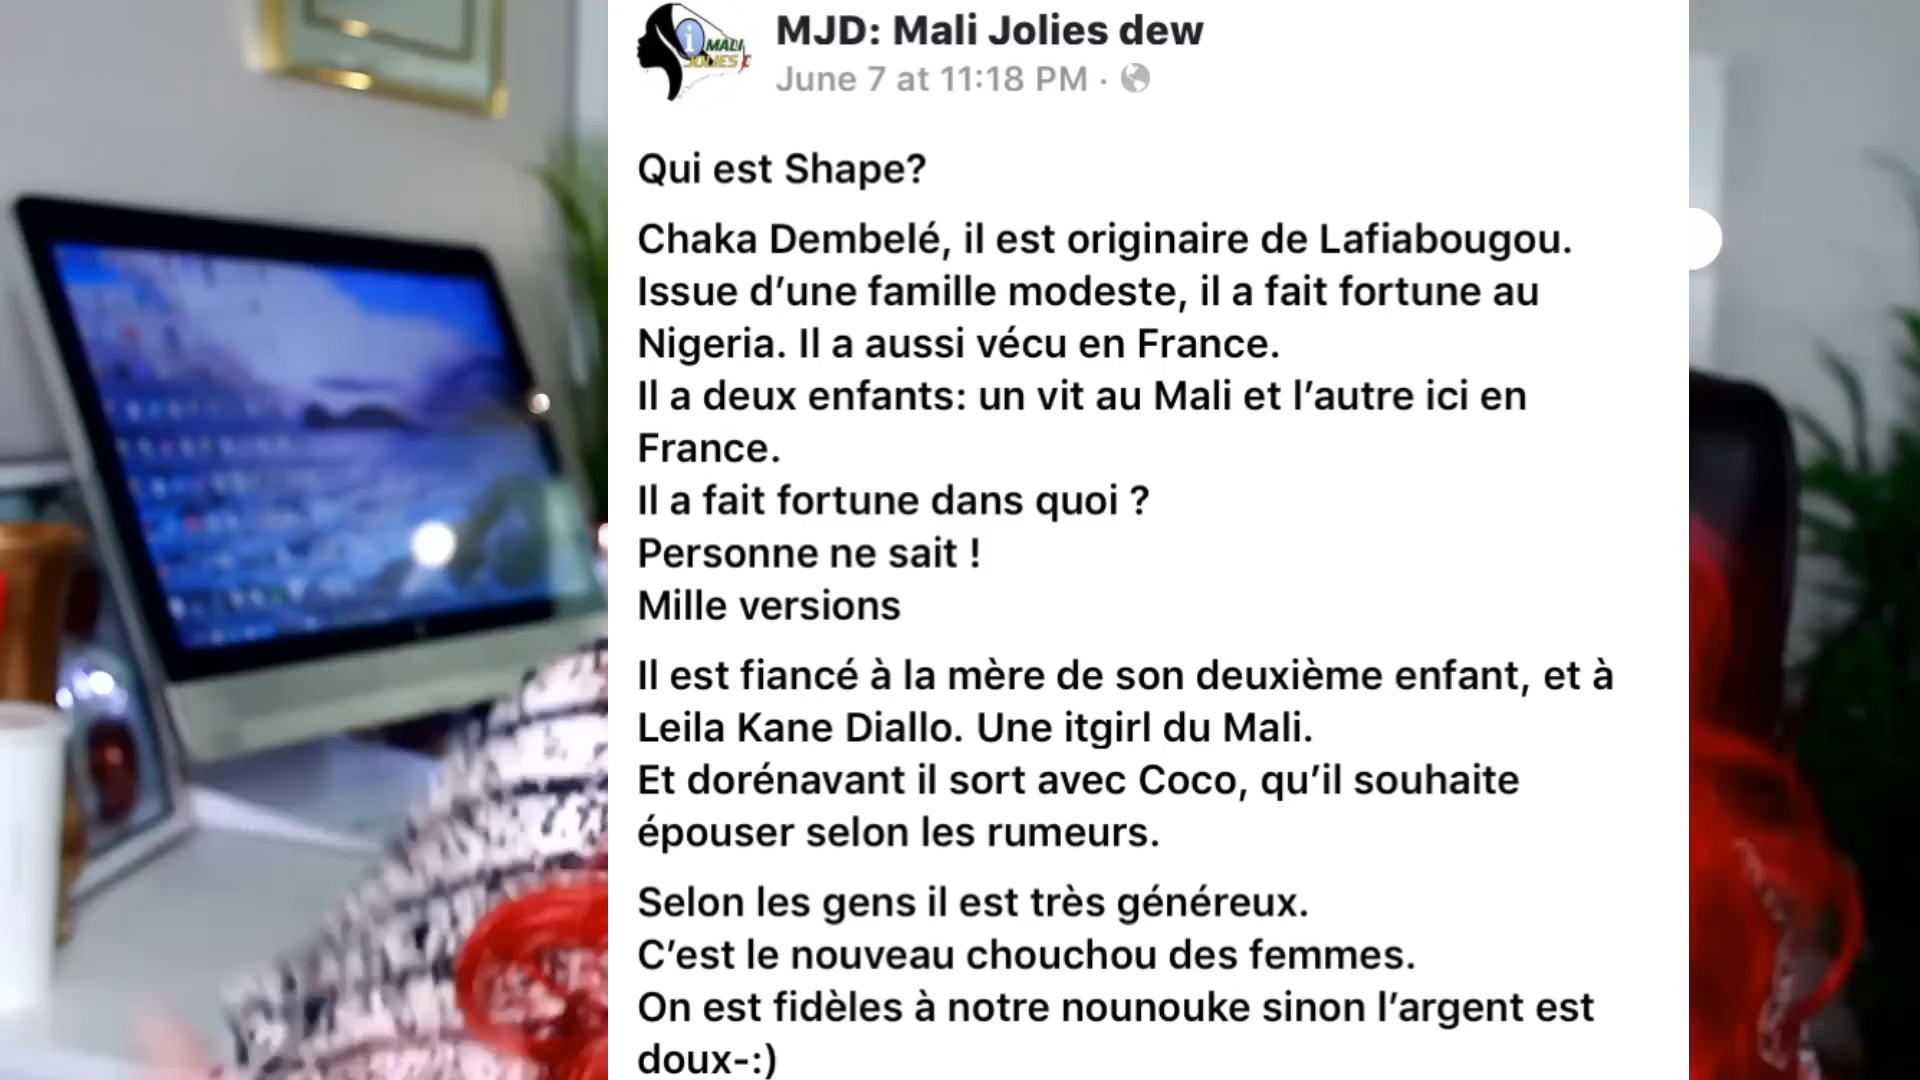 MJD: Mali Jolies dew
June 7 at 11:18 PM ·
i MALI
JOLIES
Qui est Shape?
Chaka Dembelé, il est originaire de Lafiabougou.
Issue d’une famille modeste, il a fait fortune au
Nigeria. Il a aussi vécu en France.
Il a deux enfants: un vit au Mali et l’autre ici en
France.
Il a fait fortune dans quoi ?
Personne ne sait !
Mille versions
Il est fiancé à la mère de son deuxième enfant, et à
Leila Kane Diallo. Une itgirl du Mali.
Et dorénavant il sort avec Coco, qu’il souhaite
épouser selon les rumeurs.
Selon les gens il est très généreux.
C’est le nouveau chouchou des femmes.
On est fidèles à notre nounouke sinon l’argent est
doux-:)